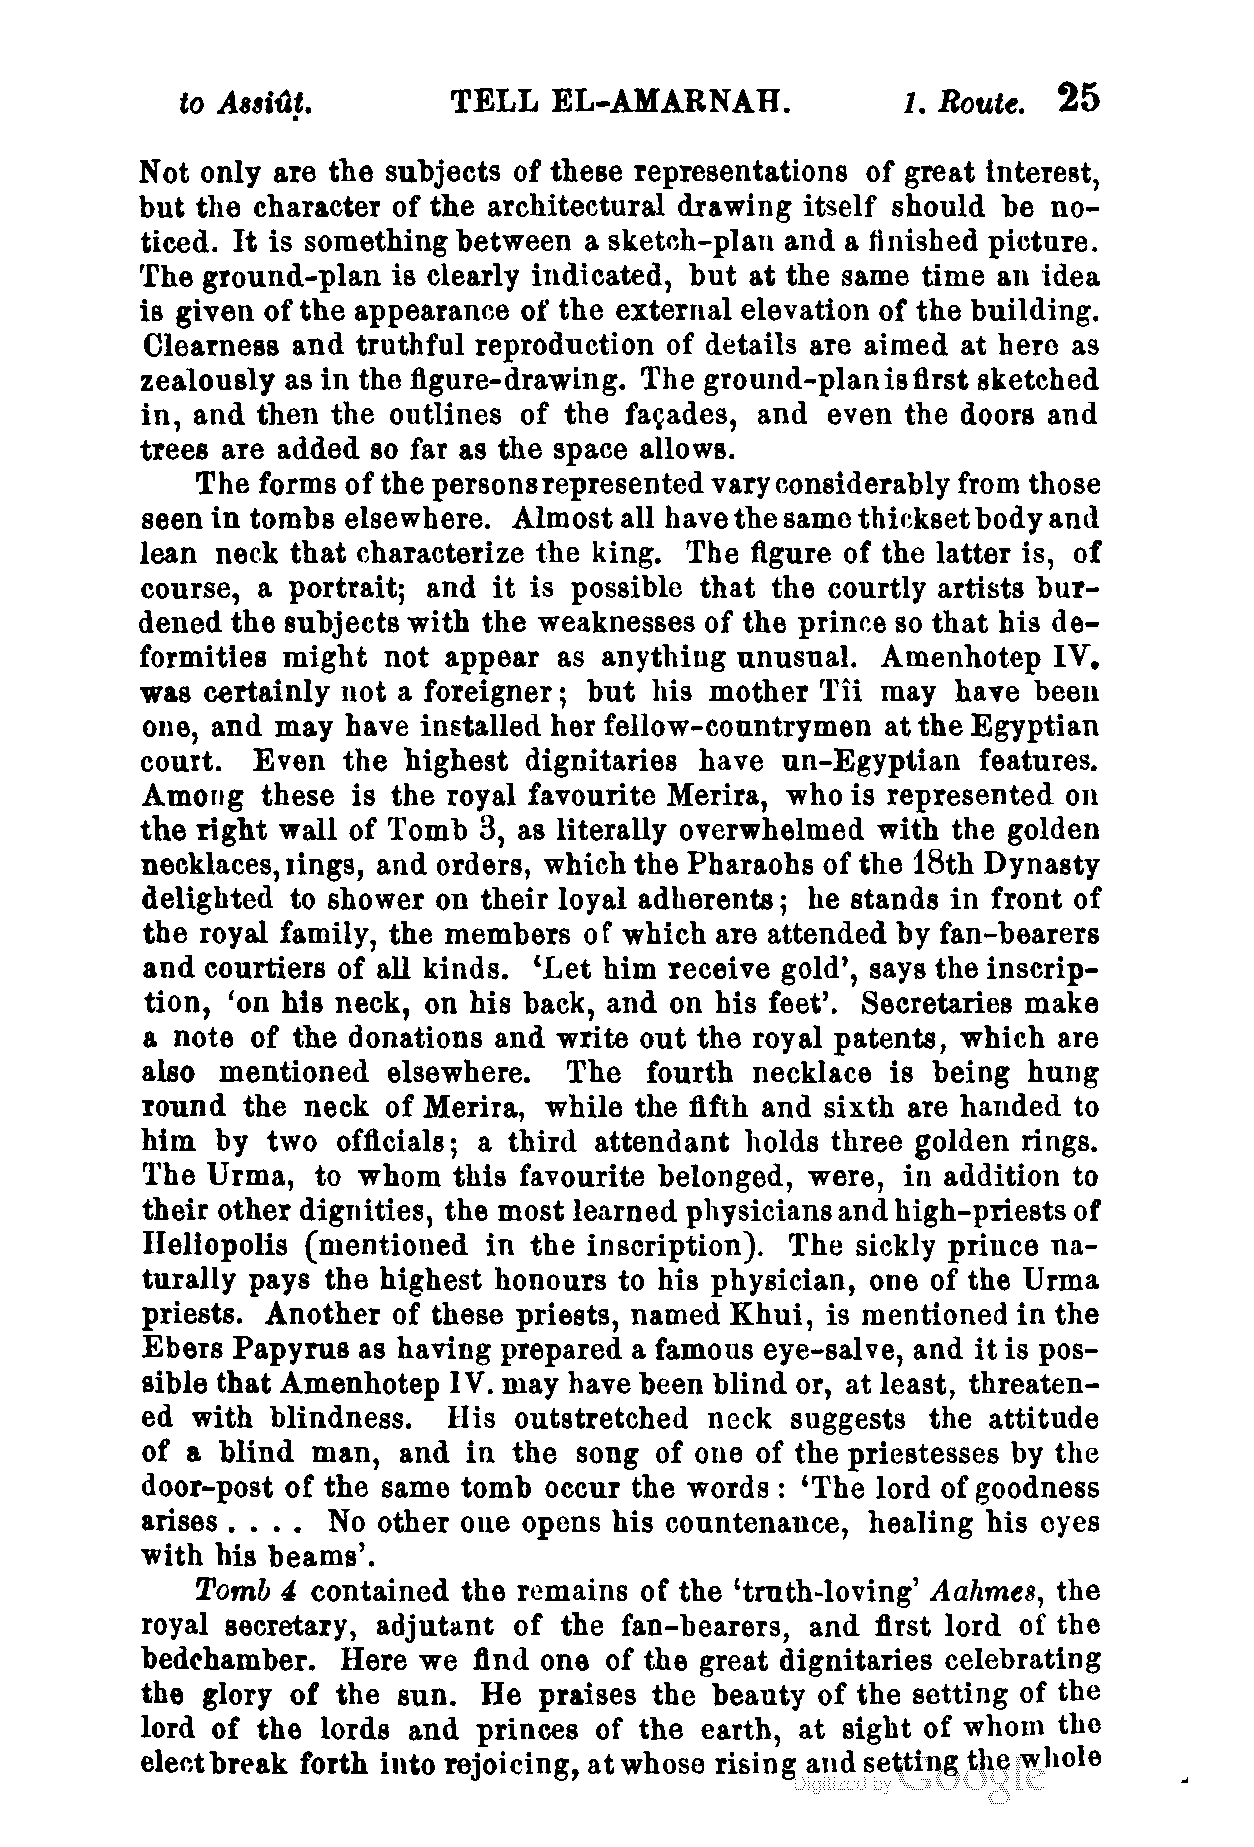 to Assiûṭ. TELL EL-AMARNAH. 1. Route. 25
Not only are the subjects of these representations of great interest,
but the character of the architectural drawing itself should be no-
ticed. It is something between a sketch-plan and a finished picture.
The ground-plan is clearly indicated, but at the same time an idea
is given of the appearance of the external elevation of the building.
Clearness and truthful reproduction of details are aimed at here as
zealously as in the figure-drawing. The ground-plan is first sketched
in, and then the outlines of the façades, and even the doors and
trees are added so far as the space allows.
The forms of the persons represented vary considerably from those
seen in tombs elsewhere. Almost all have the same thickset body and
lean neck that characterize the king. The figure of the latter is, of
course, a portrait; and it is possible that the courtly artists bur-
dened the subjects with the weaknesses of the prince so that his de-
formities might not appear as anything unusual. Amenhotep IV.
was certainly not a foreigner; but his mother Tîi may have been
one, and may have installed her fellow-countrymen at the Egyptian
court. Even the highest dignitaries have un-Egyptian features.
Among these is the royal favourite Merira, who is represented on
the right wall of Tomb 3, as literally overwhelmed with the golden
necklaces, rings, and orders, which the Pharaohs of the 18th Dynasty
delighted to shower on their loyal adherents; he stands in front of
the royal family, the members of which are attended by fan-bearers
and courtiers of all kinds. ‘Let him receive gold’, says the inscrip-
tion, ‘on his neck, on his back, and on his feet’. Secretaries make
a note of the donations and write out the royal patents, which are
also mentioned elsewhere. The fourth necklace is being hung
round the neck of Merira, while the fifth and sixth are handed to
him by two officials; a third attendant holds three golden rings.
The Urma, to whom this favourite belonged, were, in addition to
their other dignities, the most learned physicians and high-priests of
Heliopolis (mentioned in the inscription). The sickly prince na-
turally pays the highest honours to his physician, one of the Urma
priests. Another of these priests, named Khui, is mentioned in the
Ebers Papyrus as having prepared a famous eye-salve, and it is pos-
sible that Amenhotep IV. may have been blind or, at least, threaten-
ed with blindness. His outstretched neck suggests the attitude
of a blind man, and in the song of one of the priestesses by the
door-post of the same tomb occur the words: ‘The lord of goodness
arises . . . . No other one opens his countenance, healing his eyes
with his beams’.
Tomb 4 contained the remains of the ‘truth-loving’ Aahmes, the
royal secretary, adjutant of the fan-bearers, and first lord of the
bedchamber. Here we find one of the great dignitaries celebrating
the glory of the sun. He praises the beauty of the setting of the
lord of the lords and princes of the earth, at sight of whom the
elect break forth into rejoicing, at whose rising and setting the whole
Digitized by Google